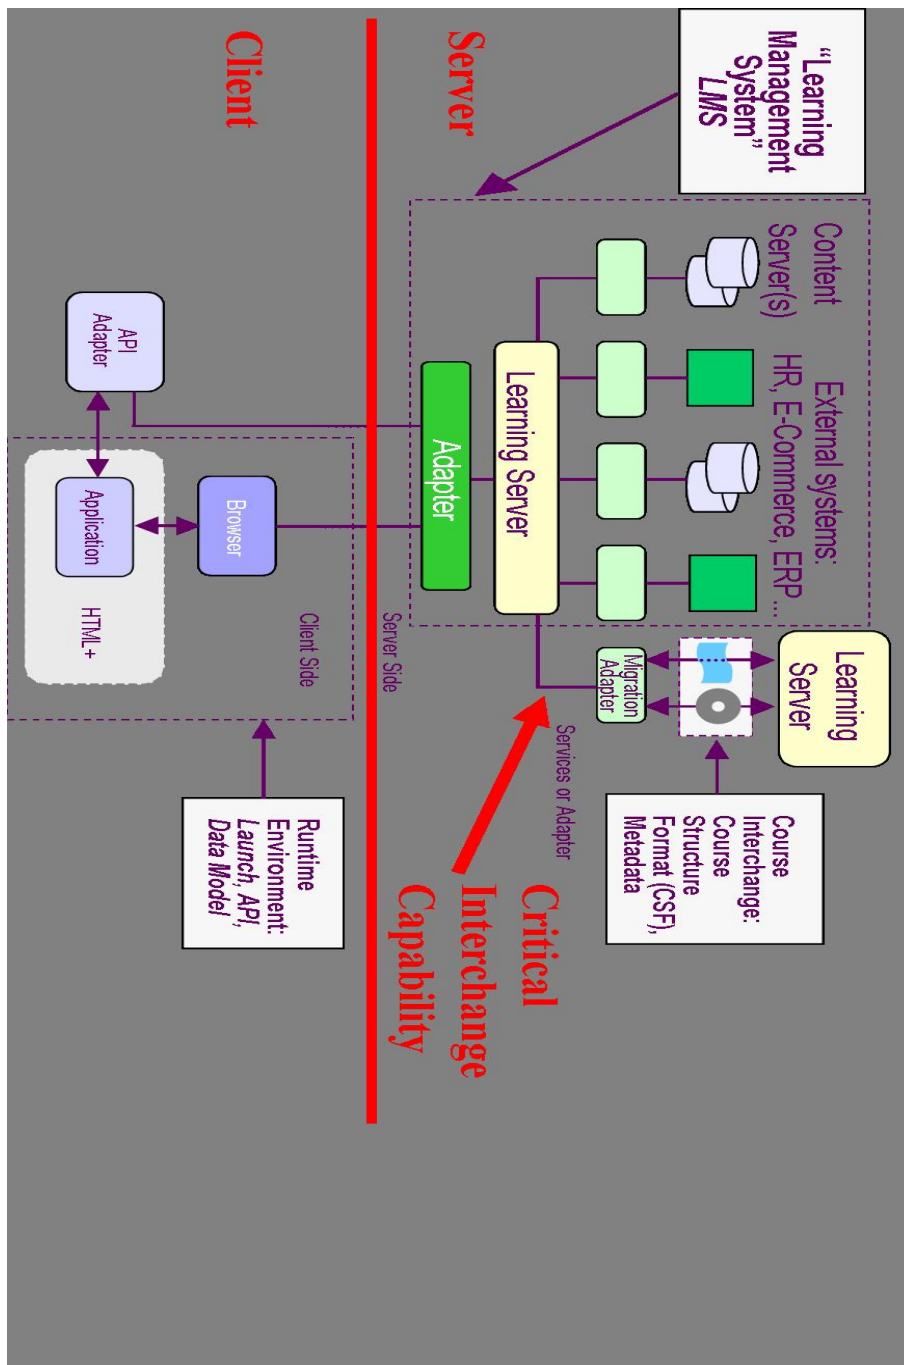 “Learning
Management
System”
LMS
Server
Client
Content
Server(s)
External systems:
HR, E-Commerce, ERP ...
Learning
Server
Learning Server
Adapter
Migration
Adapter
Services or Adapter
Course
Interchange:
Course
Structure
Format (CSF),
Metadata
Critical
Interchange
Capability
Server Side
Client Side
API
Adapter
Browser
Application
HTML+
Runtime
Environment:
Launch, API,
Data Model